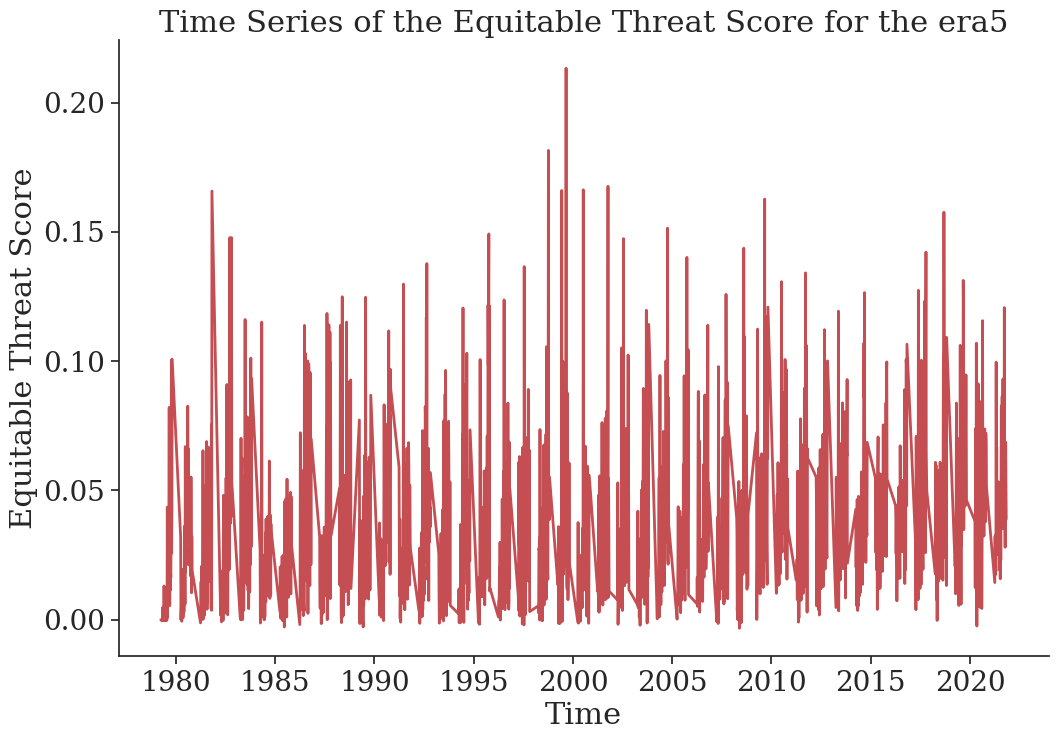 Time Series of the Equitable Threat Score for the era5
Equitable Threat Score
0.20
0.15
0.10
0.05
0.00
1980 1985 1990 1995 2000 2005 2010 2015 2020
Time